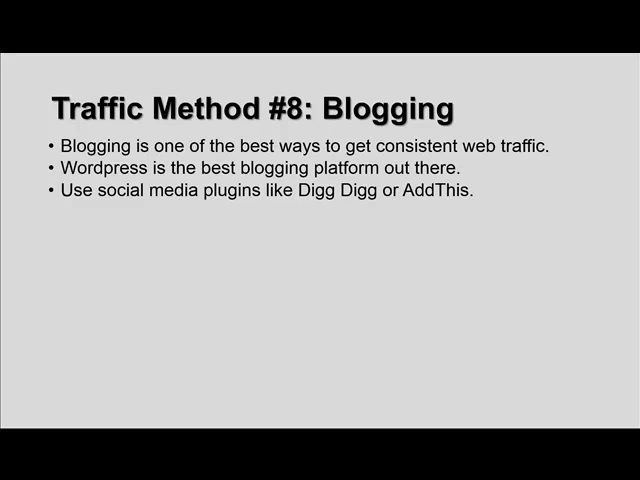 Traffic Method #8: Blogging
• Blogging is one of the best ways to get consistent web traffic.
• Wordpress is the best blogging platform out there.
• Use social media plugins like Digg Digg or AddThis.